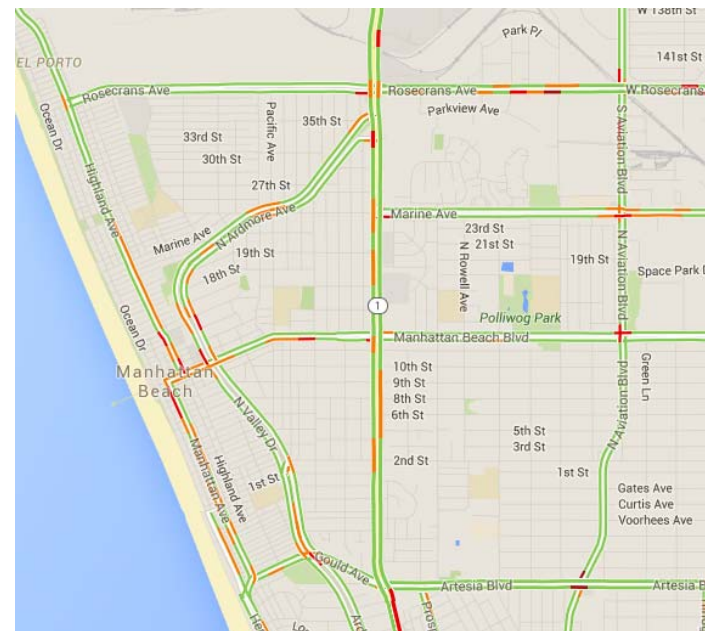 W 138th St
Park Pl
141st St
EL PORTO
Rosecrans Ave
Rosecrans Ave
W Rosecrans
Ocean Dr
Pacific Ave
35th St
Parkview Ave
S Aviation Blvd
33rd St
30th St
Highland Ave
27th St
Marine Ave
N Ardmore Ave
Marine Ave
23rd St
21st St
19th St
N Rowell Ave
19th St
N Aviation Blvd
Space Park D
18th St
Ocean Dr
1
Polliwog Park
Manhattan Beach Blvd
Manhattan
Beach
10th St
9th St
8th St
6th St
Green Ln
N Aviation Blvd
N Valley Dr
5th St
3rd St
Manhattan Ave
Highland Ave
2nd St
1st St
1st St
Gates Ave
Curtis Ave
Voorhees Ave
Gould Ave
Artesia Blvd
Artesia B